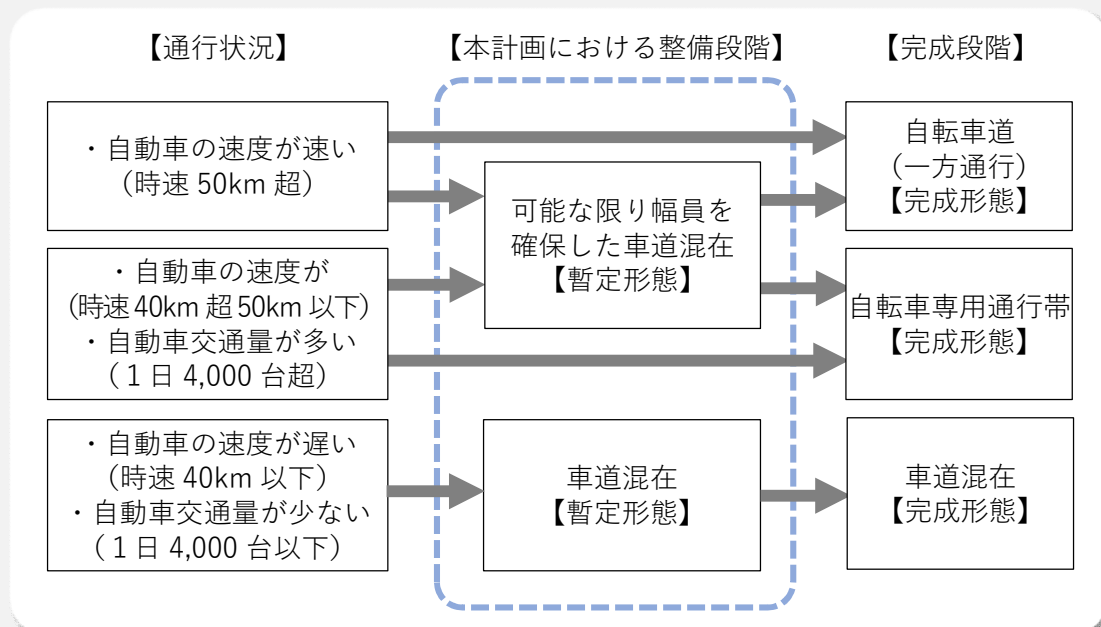 【通行状況】
【本計画における整備段階】
【完成段階】
・自動車の速度が速い
（時速 50km 超）
可能な限り幅員を
確保した車道混在
【暫定形態】
自転車道
（一方通行）
【完成形態】
・自動車の速度が
（時速 40km 超 50km 以下）
・自動車交通量が多い
（１日 4,000 台超）
自転車専用通行帯
【完成形態】
・自動車の速度が遅い
（時速 40km 以下）
・自動車交通量が少ない
（１日 4,000 台以下）
車道混在
【暫定形態】
車道混在
【完成形態】